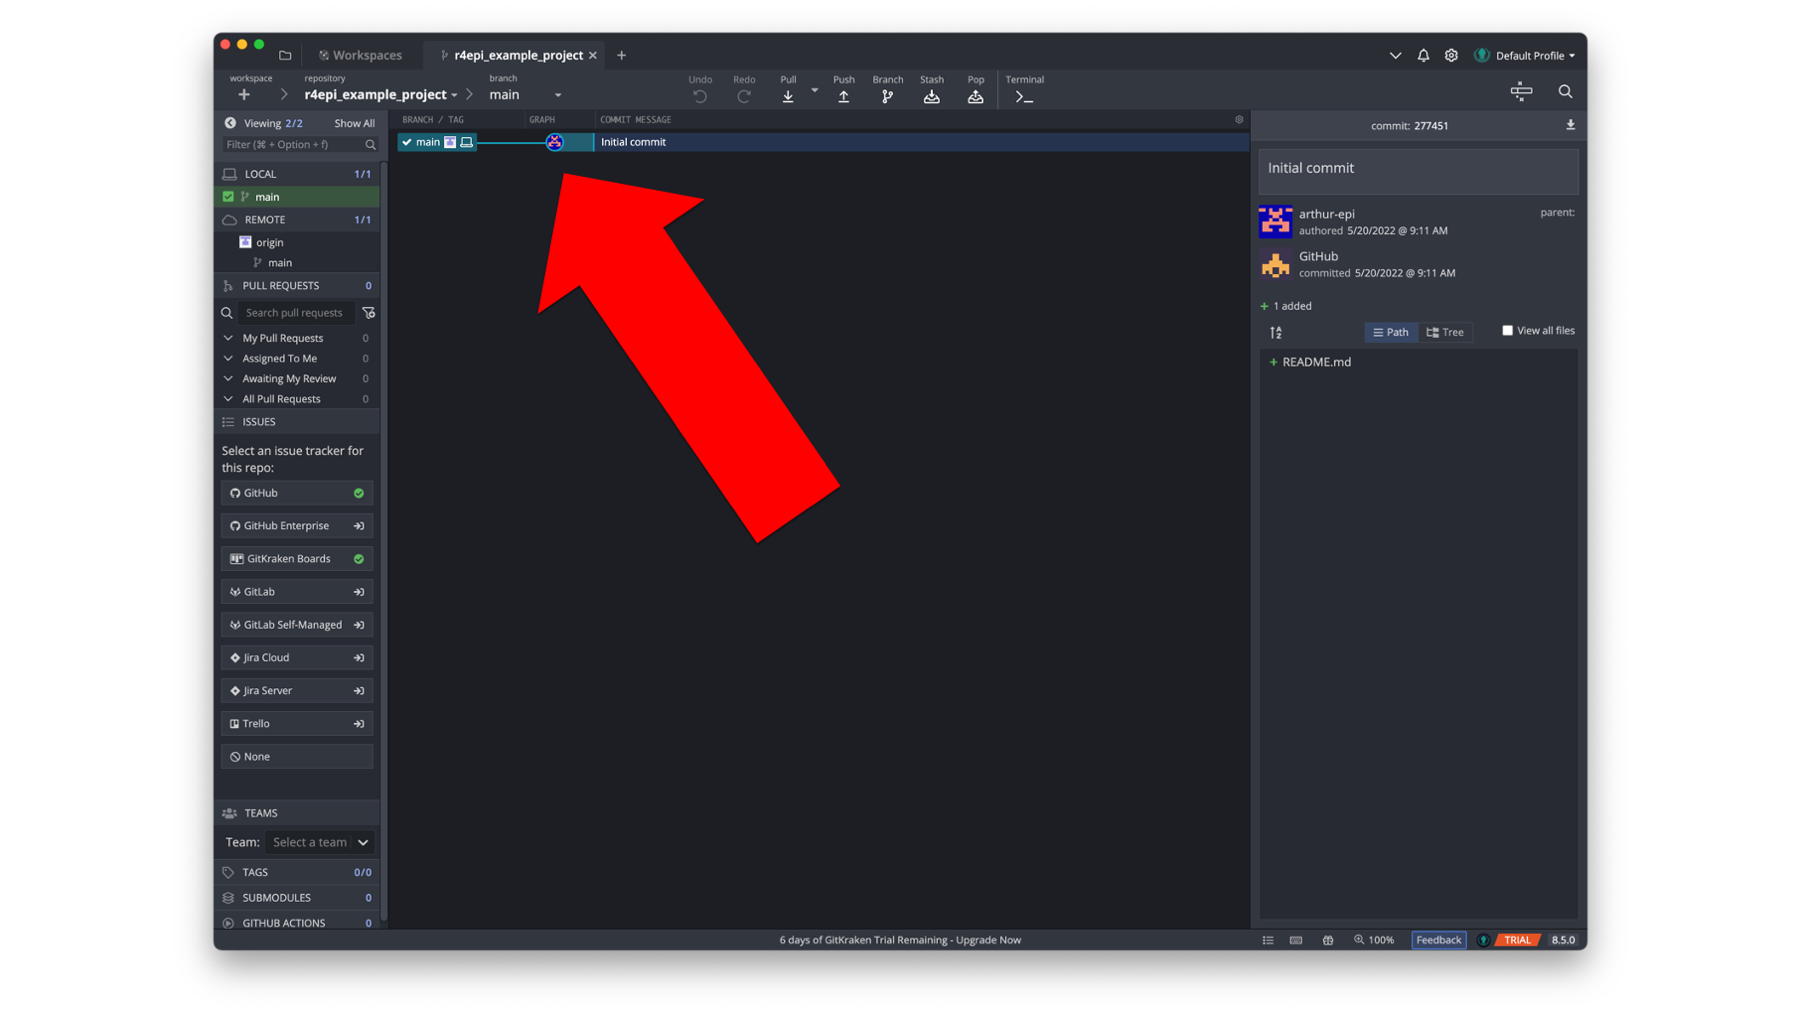 Workspaces
r4epi_example_project
Default Profile
workspace
repository
branch
r4epi_example_project
main
Undo
Redo
Pull
Push
Branch
Stash
Pop
Terminal
Viewing 2/2
Show All
Filter (⌘ + Option + f)
LOCAL 1/1
main
REMOTE 1/1
origin
main
PULL REQUESTS 0
Search pull requests
My Pull Requests 0
Assigned To Me 0
Awaiting My Review 0
All Pull Requests 0
ISSUES
Select an issue tracker for
this repo:
GitHub
GitHub Enterprise
GitKraken Boards
GitLab
GitLab Self-Managed
Jira Cloud
Jira Server
Trello
None
TEAMS
Team: Select a team
TAGS 0/0
SUBMODULES 0
GITHUB ACTIONS 0
BRANCH / TAG
GRAPH
COMMIT MESSAGE
main
Initial commit
commit: 277451
Initial commit
arthur-epi
parent:
authored 5/20/2022 @ 9:11 AM
GitHub
committed 5/20/2022 @ 9:11 AM
+ 1 added
Path
Tree
View all files
+ README.md
6 days of GitKraken Trial Remaining - Upgrade Now
100%
Feedback
TRIAL
8.5.0